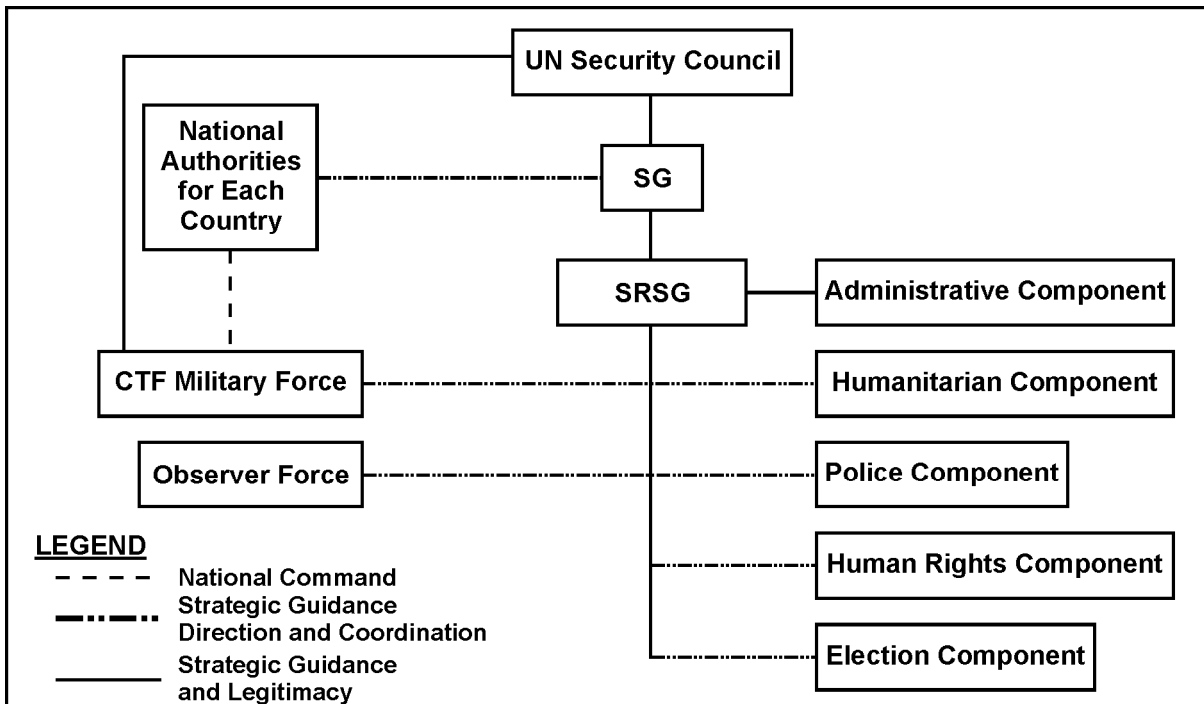 UN Security Council
National
Authorities
for Each
Country
SG
SRSG
Administrative Component
CTF Military Force
Humanitarian Component
Observer Force
Police Component
Human Rights Component
Election Component
LEGEND
National Command
Strategic Guidance
Direction and Coordination
Strategic Guidance
and Legitimacy